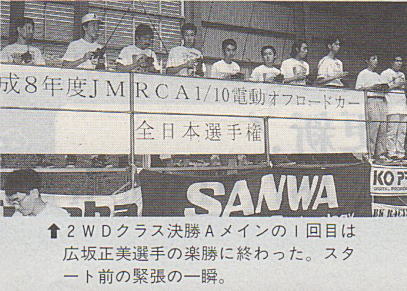 成8年度JMRCA1/10電動オフロードカー
全日本選手権
SANWA
KO PR
DIGITAL PROPO
⬆2WDクラス決勝Aメインの1回目は
広坂正美選手の楽勝に終わった。スタ
ート前の緊張の一瞬。